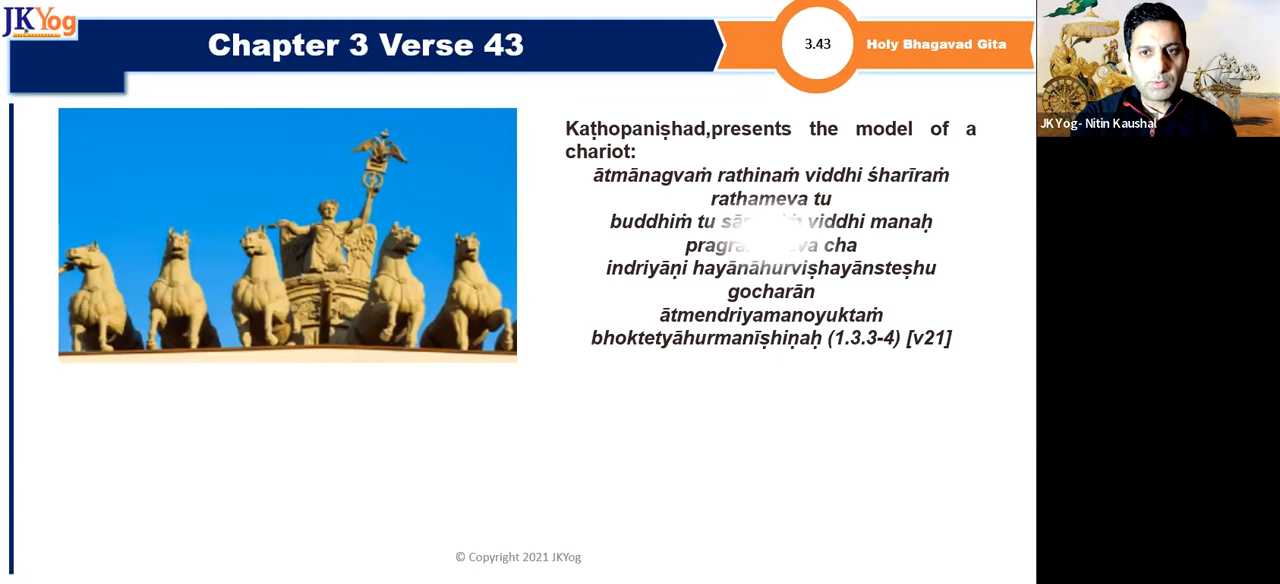 JKYog
Chapter 3 Verse 43
3.43
Holy Bhagavad Gita
JKYog- Nitin Kaushal
Kaṭhopaniṣhad,presents the model of a
chariot:
ātmānagvaṁ rathinaṁ viddhi śharīraṁ
rathameva tu
buddhiṁ tu viddhi manaḥ
cha
indriyāṇi hayānāhurviṣhayānsteṣhu
gocharān
ātmendriyamanoyuktaṁ
bhoktetyāhurmanīṣhiṇaḥ (1.3.3-4) [v21]
© Copyright 2021 JKYog